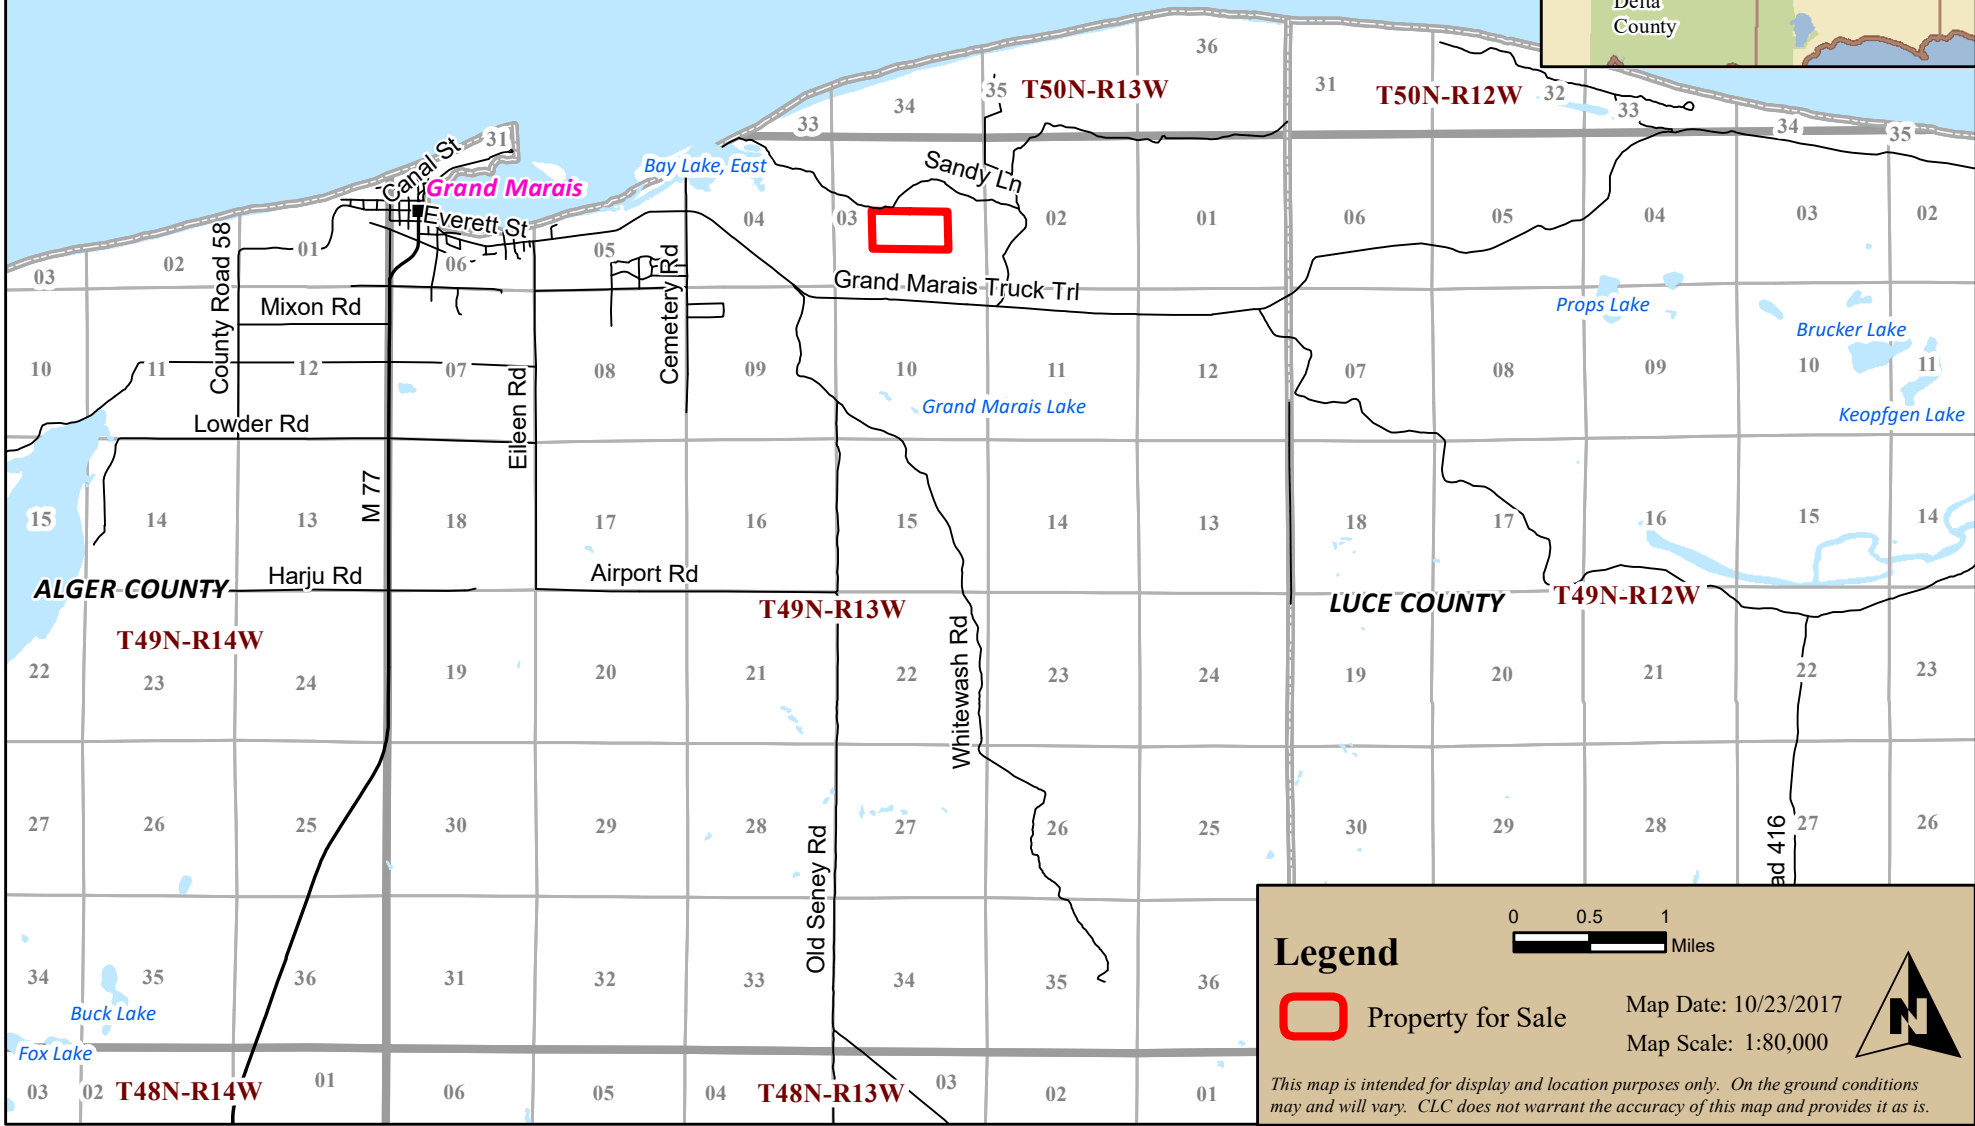 Delta
County
36
31
T50N-R13W
T50N-R12W
35
32
34
33
33
34
35
31
Canal St
Grand Marais
Bay Lake, East
Sandy Ln
Everett St
04
03
02
01
06
05
04
03
02
03
02
County Road 58
01
06
05
Cemetery Rd
Grand Marais Truck Trl
Mixon Rd
Props Lake
Brucker Lake
10
11
12
07
08
09
10
11
12
07
08
09
10
11
Eileen Rd
Grand Marais Lake
Keopfgen Lake
Lowder Rd
M 77
15
14
13
18
17
16
15
14
13
18
17
16
15
14
ALGER COUNTY
Harju Rd
Airport Rd
T49N-R13W
LUCE COUNTY
T49N-R12W
T49N-R14W
22
23
24
19
20
21
22
Whitewash Rd
23
24
19
20
21
22
23
27
26
25
30
29
28
27
26
25
30
29
28
27
26
Old Seney Rd
ad 416
34
35
36
31
32
33
34
35
36
Buck Lake
Fox Lake
03
02
T48N-R14W
01
06
05
04
T48N-R13W
03
02
01
0 0.5 1
Miles
Legend
Property for Sale
Map Date: 10/23/2017
Map Scale: 1:80,000
N
This map is intended for display and location purposes only. On the ground conditions
may and will vary. CLC does not warrant the accuracy of this map and provides it as is.